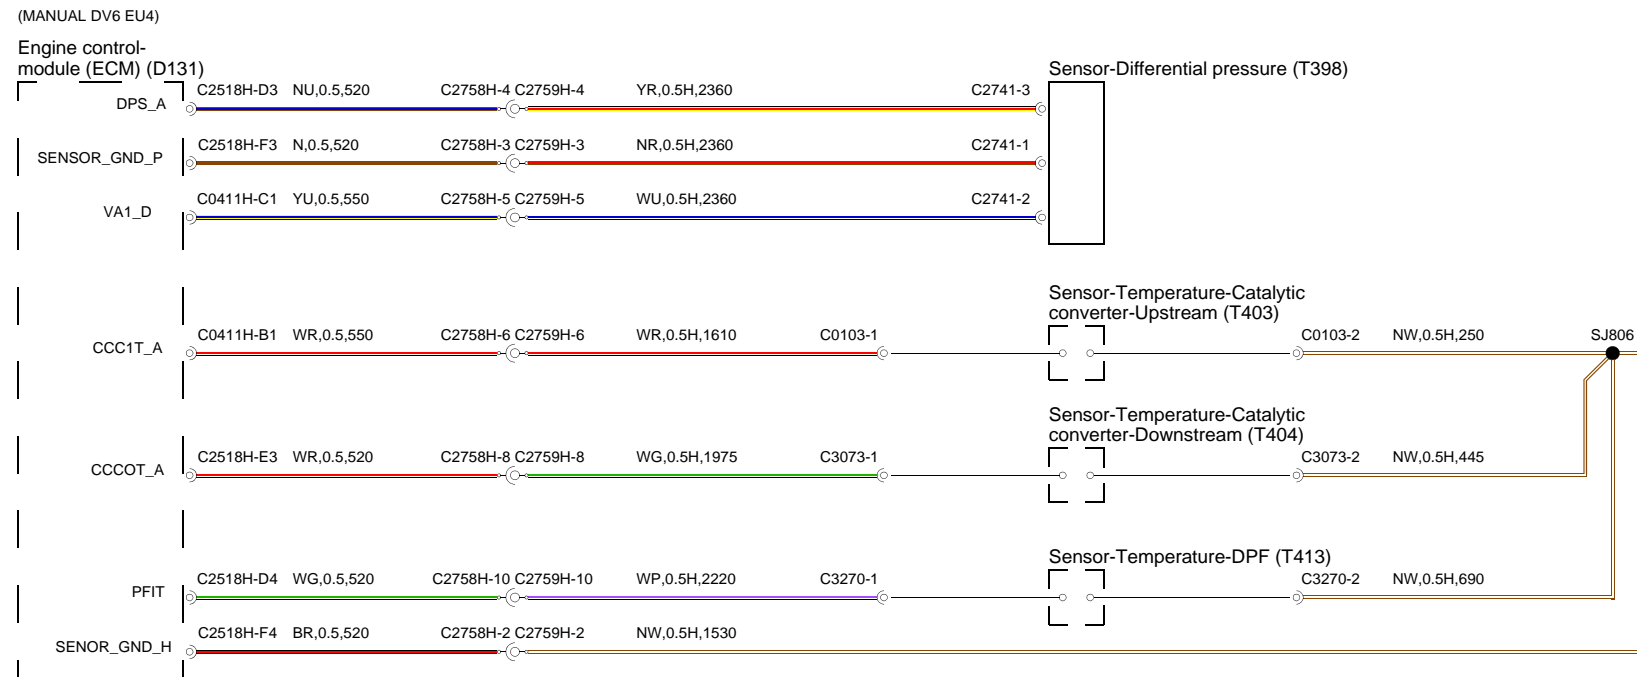 (MANUAL DV6 EU4)
Engine control-
module (ECM) (D131)
Sensor-Differential pressure (T398)
DPS_A C2518H-D3 NU,0.5,520 C2758H-4 C2759H-4 YR,0.5H,2360 C2741-3
SENSOR_GND_P C2518H-F3 N,0.5,520 C2758H-3 C2759H-3 NR,0.5H,2360 C2741-1
VA1_D C0411H-C1 YU,0.5,550 C2758H-5 C2759H-5 WU,0.5H,2360 C2741-2
Sensor-Temperature-Catalytic
converter-Upstream (T403)
CCC1T_A C0411H-B1 WR,0.5,550 C2758H-6 C2759H-6 WR,0.5H,1610 C0103-1 C0103-2 NW,0.5H,250 SJ806
Sensor-Temperature-Catalytic
converter-Downstream (T404)
CCCOT_A C2518H-E3 WR,0.5,520 C2758H-8 C2759H-8 WG,0.5H,1975 C3073-1 C3073-2 NW,0.5H,445
Sensor-Temperature-DPF (T413)
PFIT C2518H-D4 WG,0.5,520 C2758H-10 C2759H-10 WP,0.5H,2220 C3270-1 C3270-2 NW,0.5H,690
SENOR_GND_H C2518H-F4 BR,0.5,520 C2758H-2 C2759H-2 NW,0.5H,1530